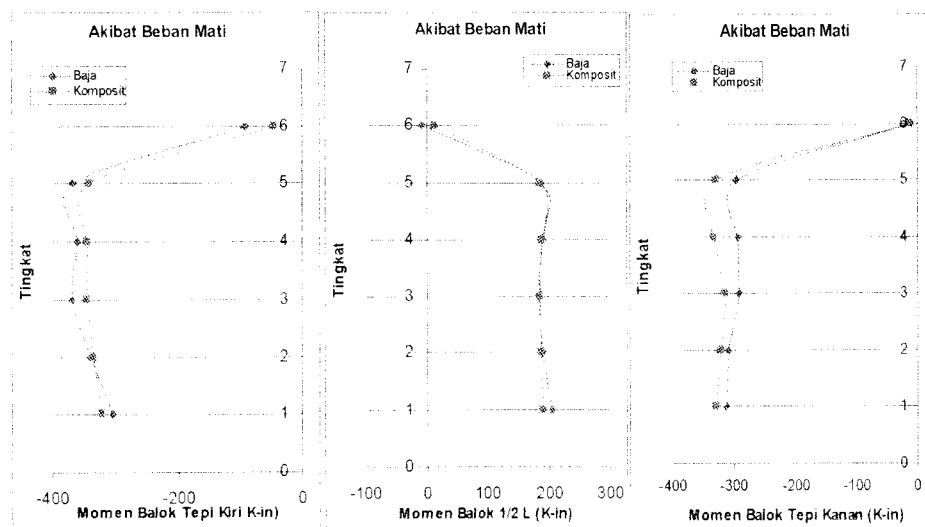 Akibat Beban Mati
Baja
Komposit
7
6
5
4
3
2
1
0
Tingkat
-400
-200
0
Momen Balok Tepi Kiri K-in
Akibat Beban Mati
Baja
Komposit
7
6
5
4
3
2
1
0
Tingkat
-100
0
100
200
300
Momen Balok 1/2 L (K-in)
Akibat Beban Mati
Baja
Komposit
7
6
5
4
3
2
1
0
Tingkat
-400
-300
-200
-100
0
Momen Balok Tepi Kanan (K-in)